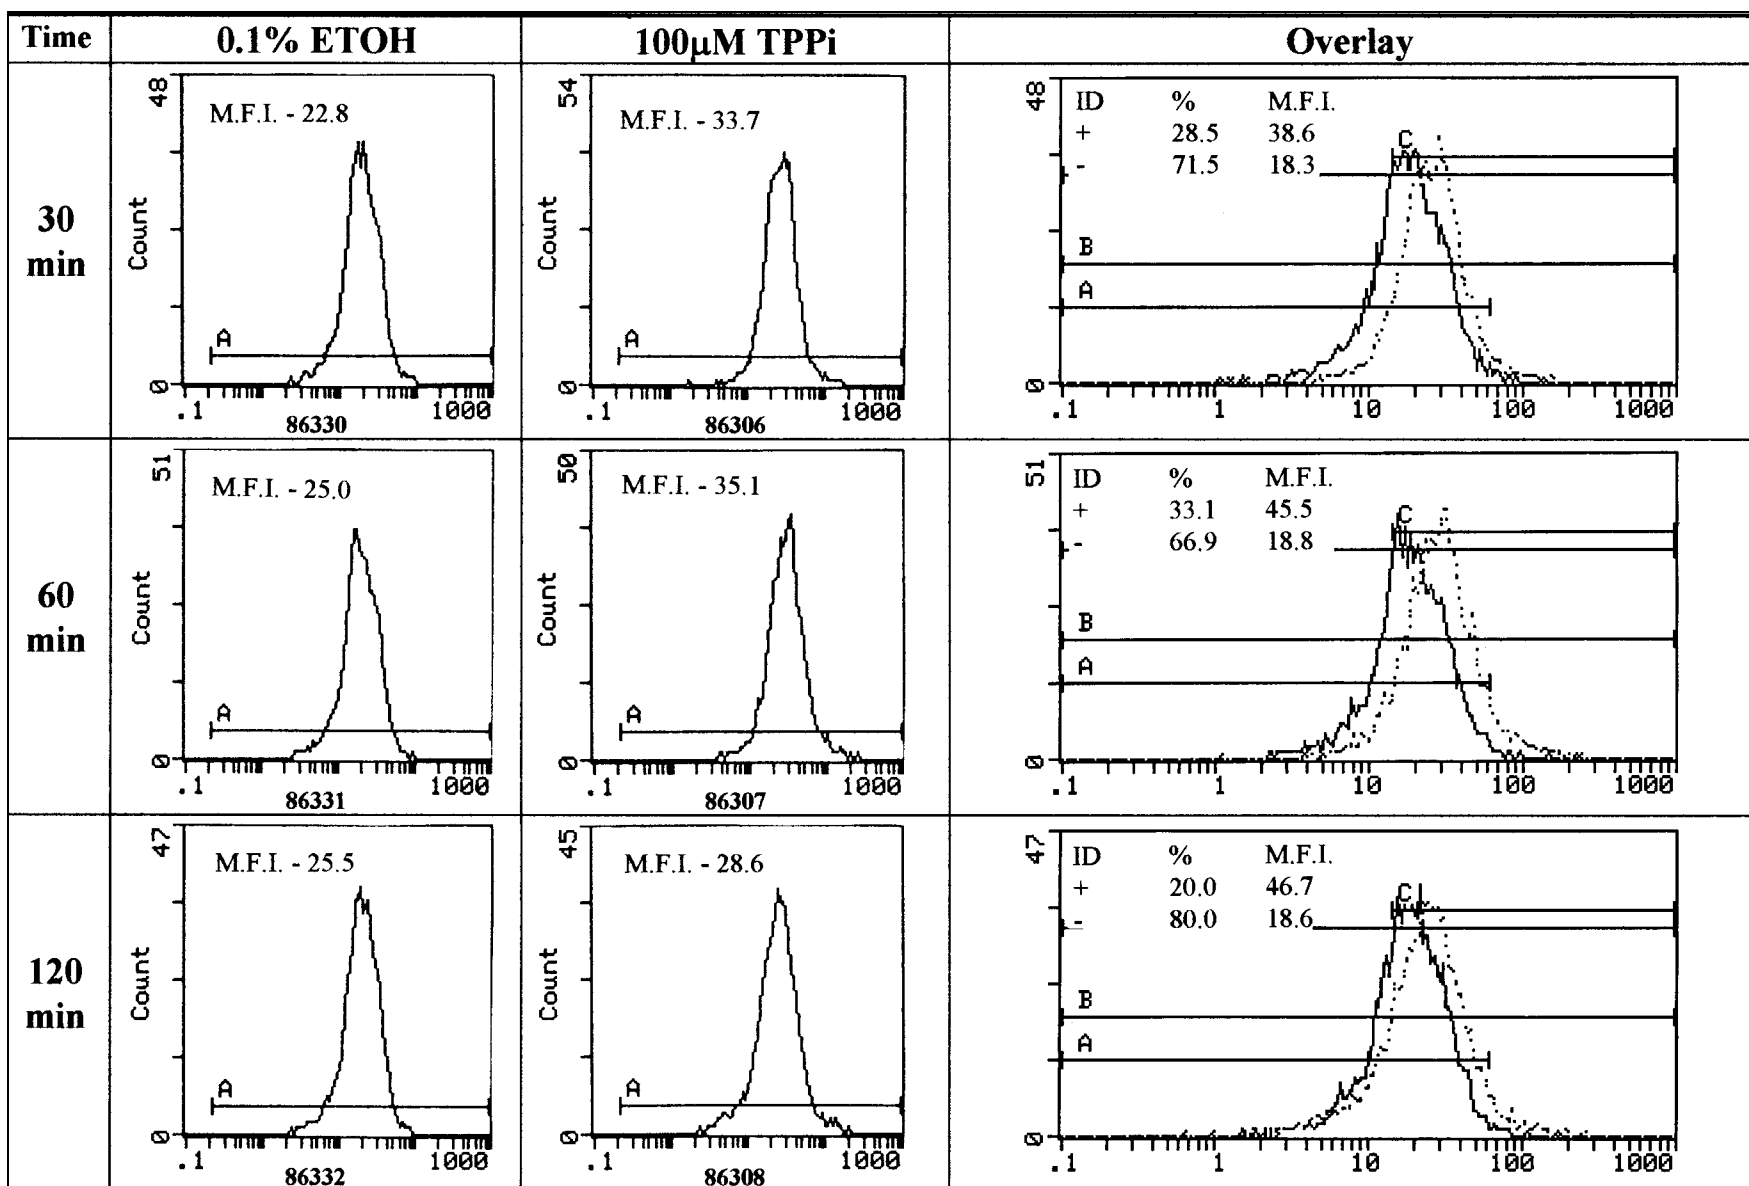 Time 0.1% ETOH 100µM TPPi Overlay
30
min
48
Count
0
M.F.I. - 22.8
A
.1 1000
86330
54
Count
0
M.F.I. - 33.7
A
.1 1000
86306
48
0
ID % M.F.I.
+ 28.5 38.6
- 71.5 18.3
C
B
A
.1 1 10 100 1000
60
min
51
Count
0
M.F.I. - 25.0
A
.1 1000
86331
50
Count
0
M.F.I. - 35.1
A
.1 1000
86307
51
0
ID % M.F.I.
+ 33.1 45.5
- 66.9 18.8
C
B
A
.1 1 10 100 1000
120
min
47
Count
0
M.F.I. - 25.5
A
.1 1000
86332
45
Count
0
M.F.I. - 28.6
A
.1 1000
86308
47
0
ID % M.F.I.
+ 20.0 46.7
- 80.0 18.6
C
B
A
.1 1 10 100 1000